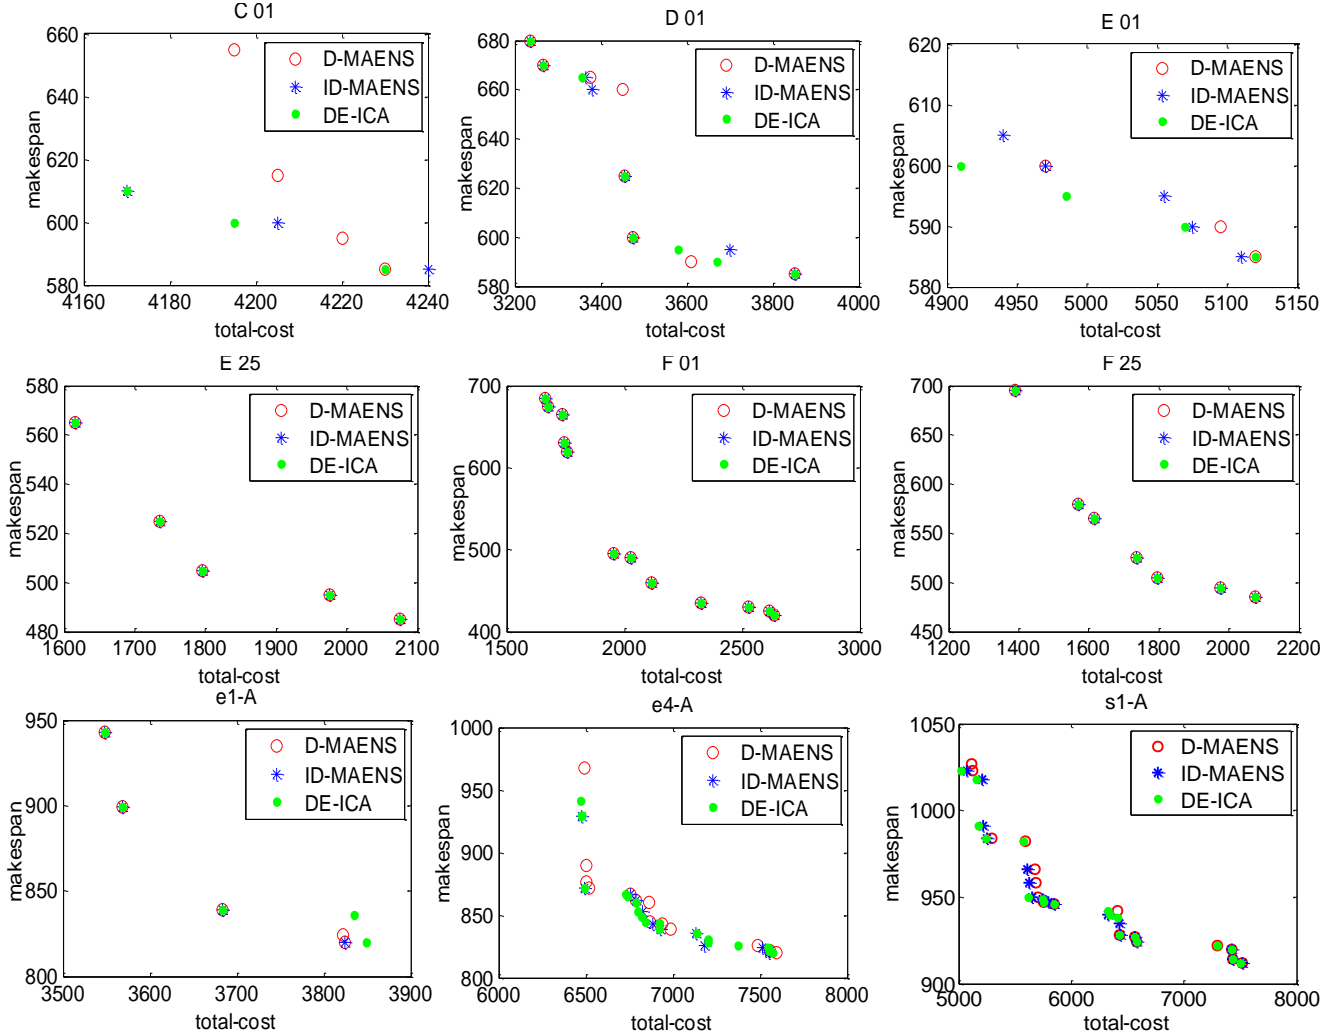 C 01
660
640
620
600
580
4160
4180
4200
4220
4240
makespan
total-cost
D-MAENS
ID-MAENS
DE-ICA
D 01
680
660
640
620
600
580
3200
3400
3600
3800
4000
makespan
total-cost
D-MAENS
ID-MAENS
DE-ICA
E 01
620
610
600
590
580
4900
4950
5000
5050
5100
5150
makespan
total-cost
D-MAENS
ID-MAENS
DE-ICA
E 25
580
560
540
520
500
480
1600
1700
1800
1900
2000
2100
makespan
total-cost
D-MAENS
ID-MAENS
DE-ICA
F 01
700
600
500
400
1500
2000
2500
3000
makespan
total-cost
D-MAENS
ID-MAENS
DE-ICA
F 25
700
650
600
550
500
450
1200
1400
1600
1800
2000
2200
makespan
total-cost
D-MAENS
ID-MAENS
DE-ICA
e1-A
950
900
850
800
3500
3600
3700
3800
3900
makespan
total-cost
D-MAENS
ID-MAENS
DE-ICA
e4-A
1000
950
900
850
800
6000
6500
7000
7500
8000
makespan
total-cost
D-MAENS
ID-MAENS
DE-ICA
s1-A
1050
1000
950
900
5000
6000
7000
8000
makespan
total-cost
D-MAENS
ID-MAENS
DE-ICA